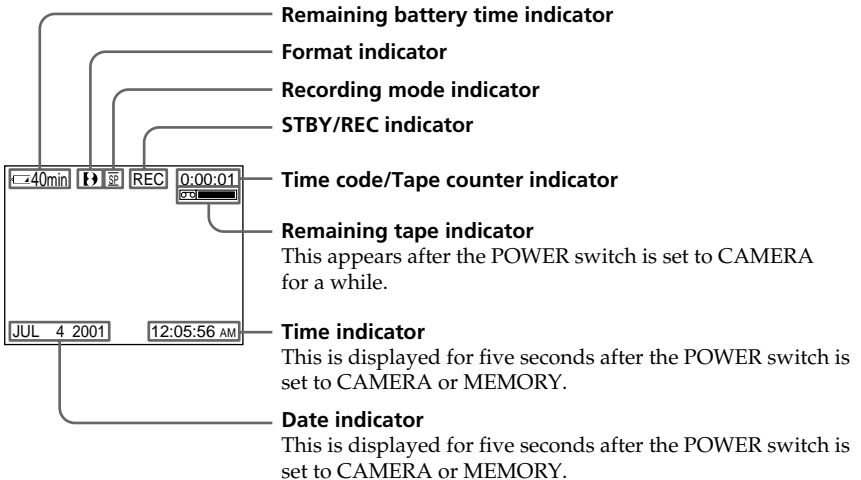 Remaining battery time indicator
Format indicator
Recording mode indicator
STBY/REC indicator
40min SP REC 0:00:01
Time code/Tape counter indicator
Remaining tape indicator
This appears after the POWER switch is set to CAMERA
for a while.
JUL 4 2001 12:05:56 AM
Time indicator
This is displayed for five seconds after the POWER switch is
set to CAMERA or MEMORY.
Date indicator
This is displayed for five seconds after the POWER switch is
set to CAMERA or MEMORY.